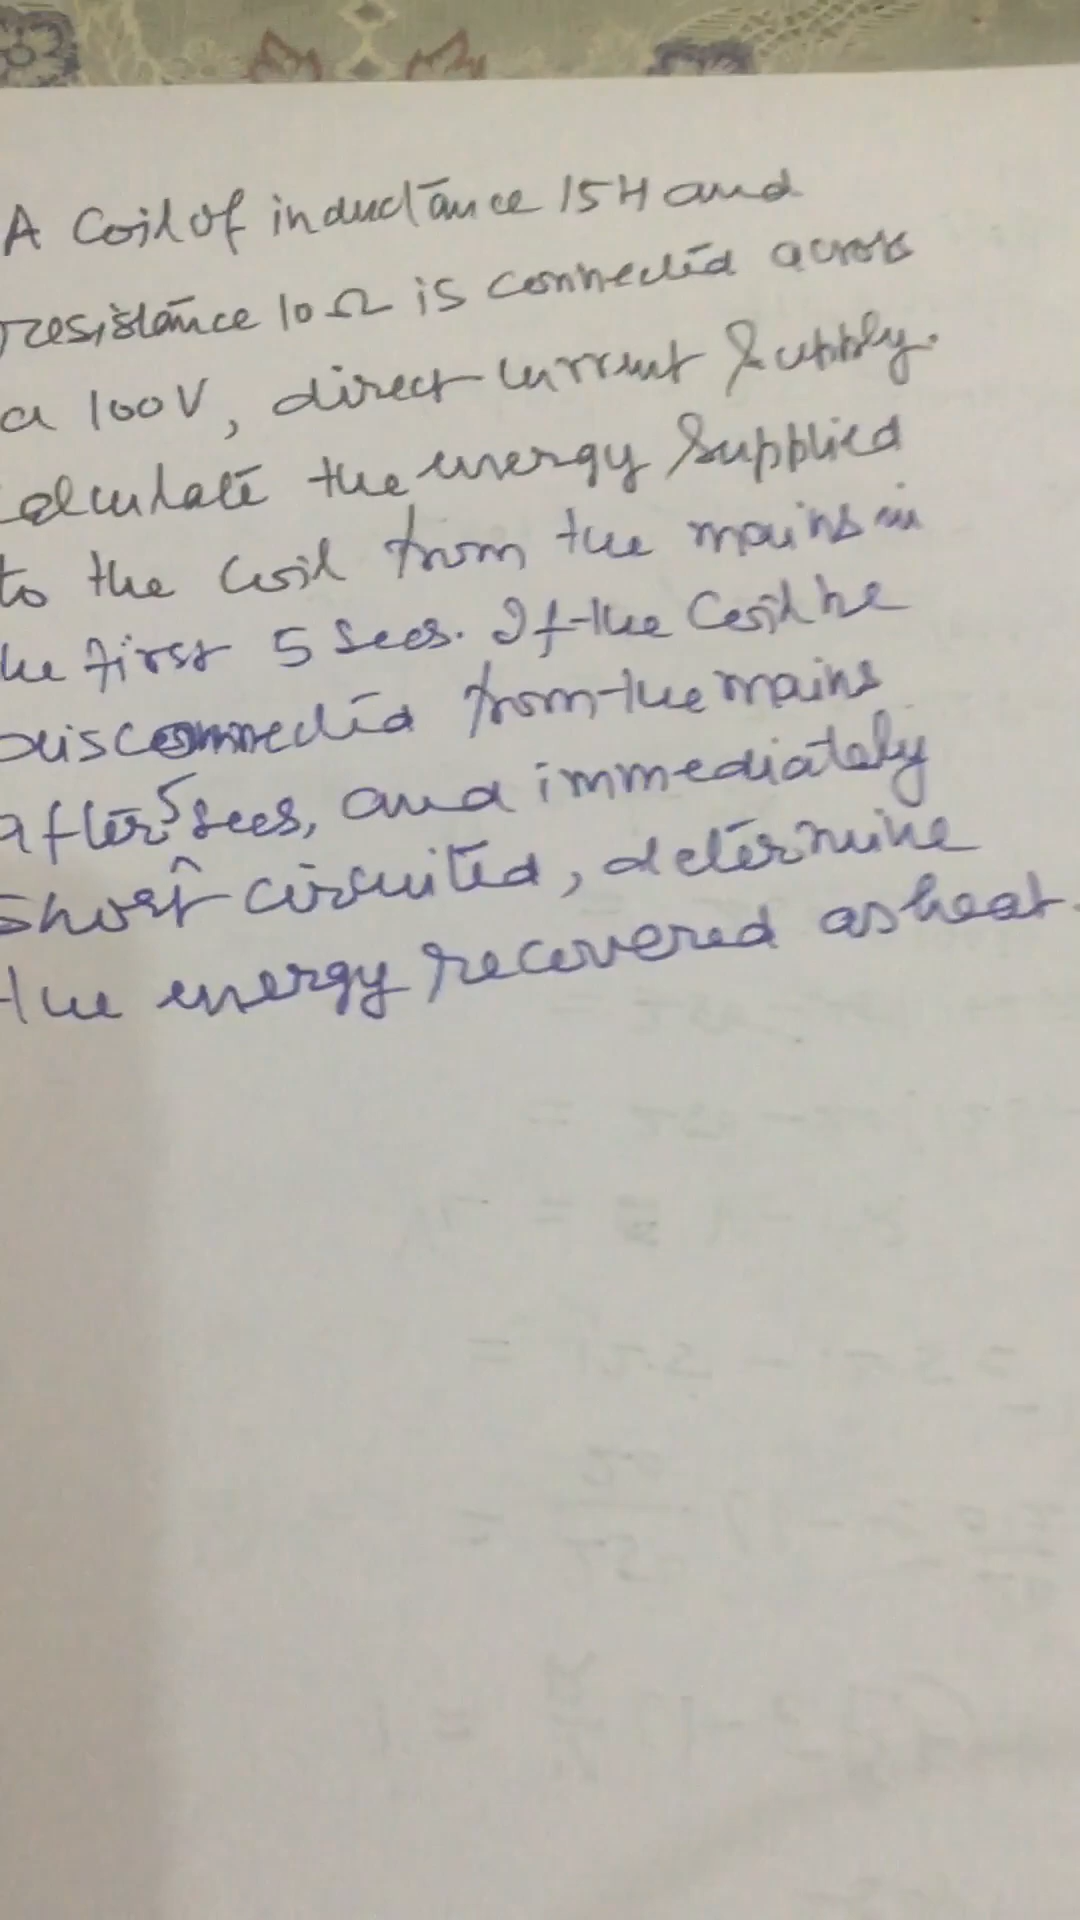 A Coil of inductance 15H and
resistance 10Ω is connected across
a 100V, direct current Supply.
Calculate the energy Supplied
to the Coil from the mains in
the first 5 Secs. If the Coil be
disconnected from the mains
after 5 secs, and immediately
Short circuited, determine
the energy recovered as heat.